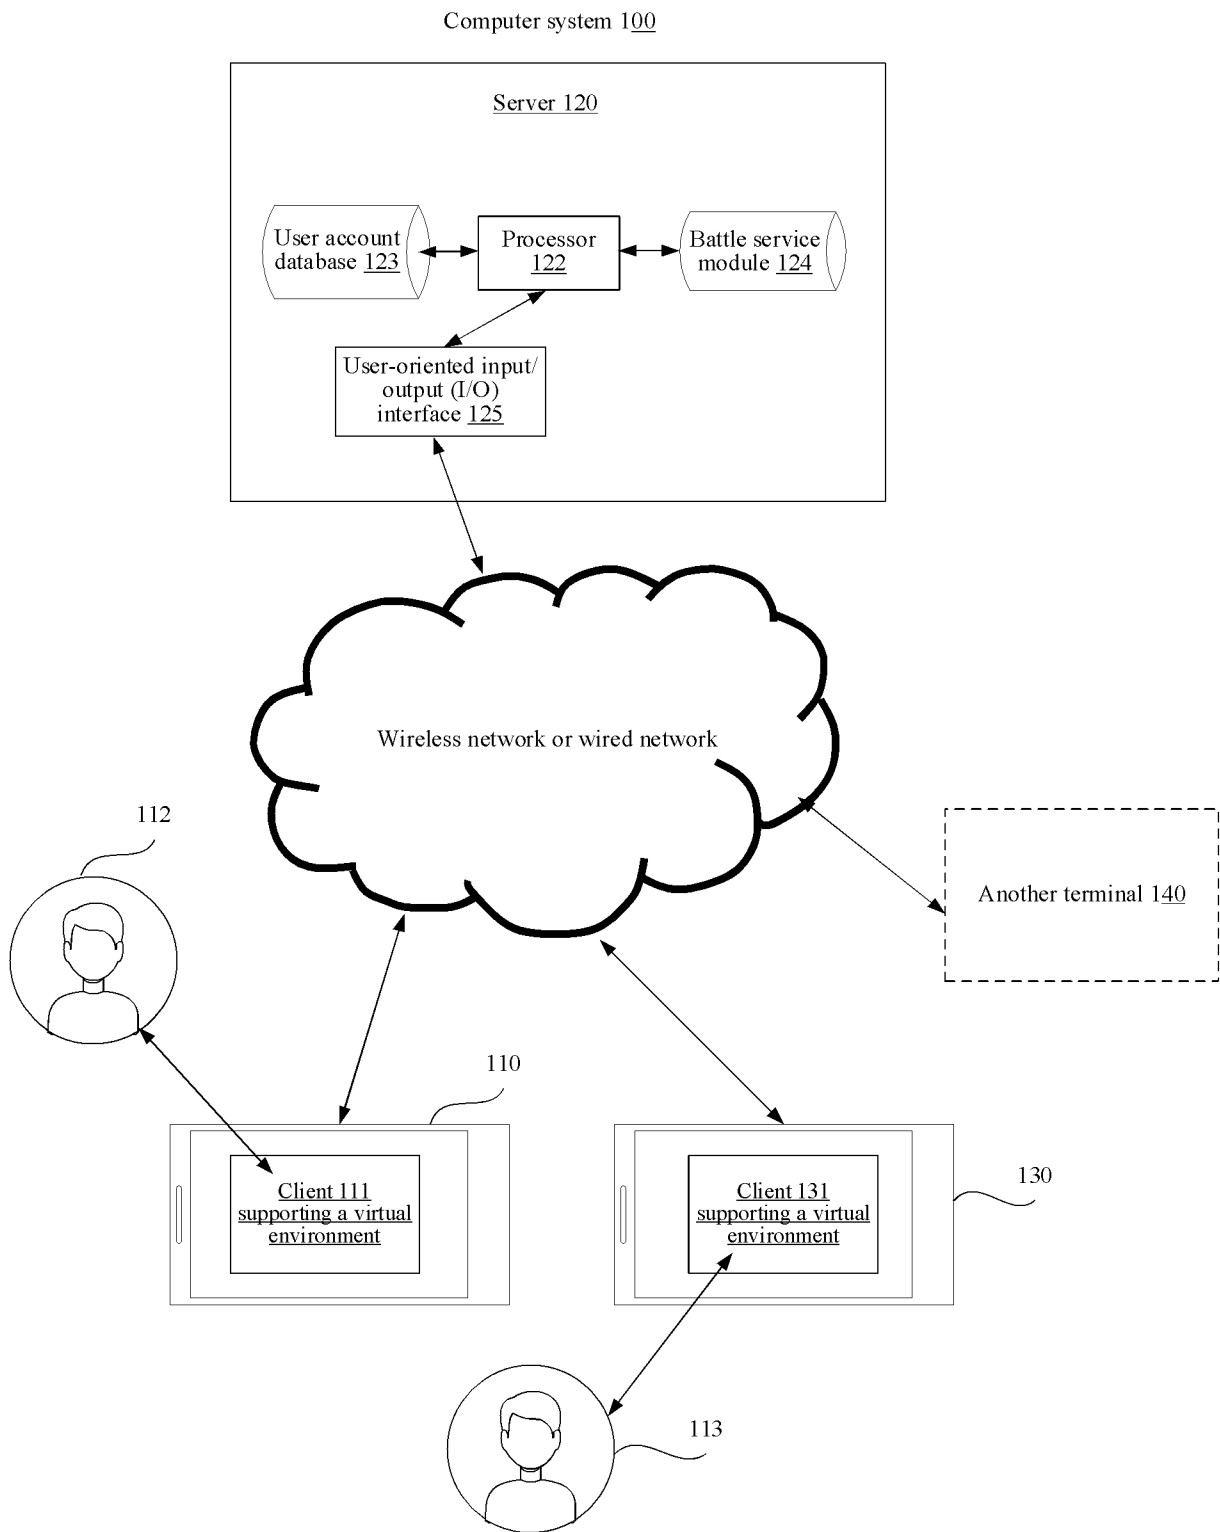 Computer system 100
Server 120
User account
database 123
Processor
122
Battle service
module 124
User-oriented input/
output (I/O)
interface 125
Wireless network or wired network
112
Another terminal 140
110
Client 111
supporting a virtual
environment
Client 131
supporting a virtual
environment
130
113